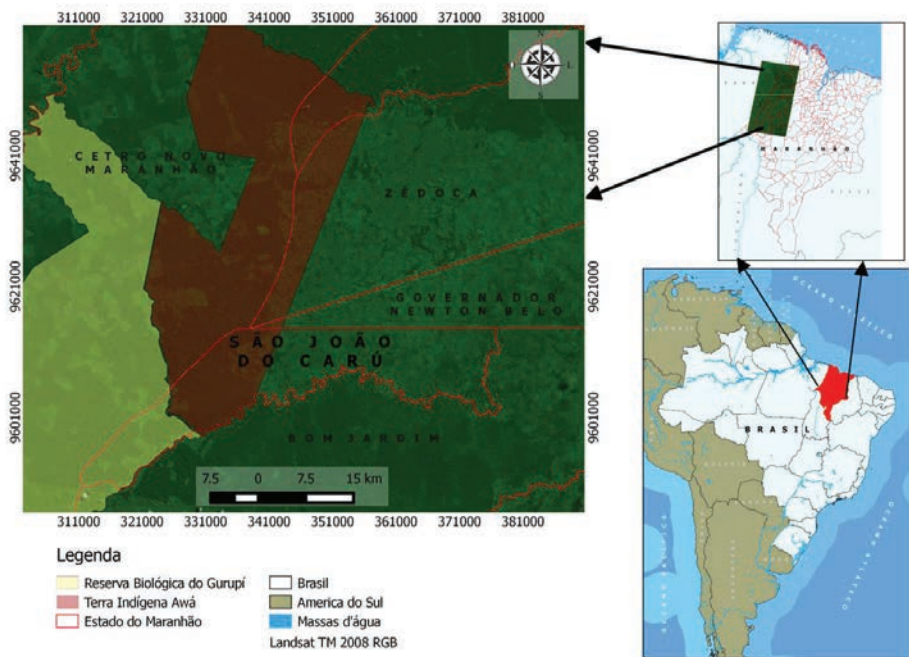 311000 321000 331000 341000 351000 361000 371000 381000
N
L
S
9641000
9621000
9601000
CETRO NOVO
MARANHÃO
ZÉDOCA
GOVERNADOR
NEWTON BELO
SÃO JOÃO
DO CARÚ
BOM JARDIM
7.5 0 7.5 15 km
9641000
9621000
9601000
311000 321000 331000 341000 351000 361000 371000 381000
MARANHÃO
BRASIL
Legenda
Reserva Biológica do Gurupí
Terra Indígena Awá
Estado do Maranhão
Brasil
America do Sul
Massas d'água
Landsat TM 2008 RGB